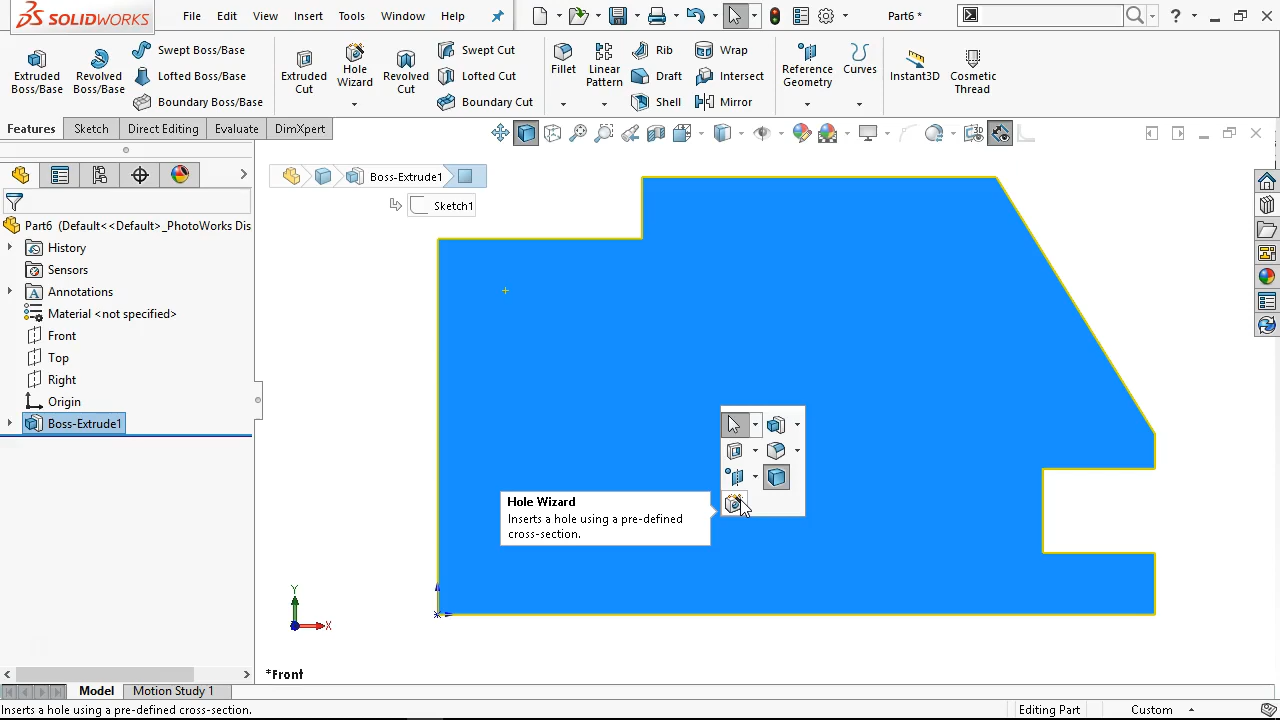 SOLIDWORKS File Edit View Insert Tools Window Help Part6 * ?
Extruded Boss/Base Revolved Boss/Base Swept Boss/Base Lofted Boss/Base Boundary Boss/Base Extruded Cut Hole Wizard Revolved Cut Swept Cut Lofted Cut Boundary Cut Fillet Linear Pattern Rib Draft Shell Wrap Intersect Mirror Reference Geometry Curves Instant3D Cosmetic Thread
Features Sketch Direct Editing Evaluate DimXpert
Boss-Extrude1
Sketch1
Part6 (Default<<Default>_PhotoWorks Dis
History
Sensors
A Annotations
Material <not specified>
Front
Top
Right
Origin
Boss-Extrude1
Hole Wizard
Inserts a hole using a pre-defined
cross-section.
Y
X
*Front
Model Motion Study 1
Inserts a hole using a pre-defined cross-section. Editing Part Custom